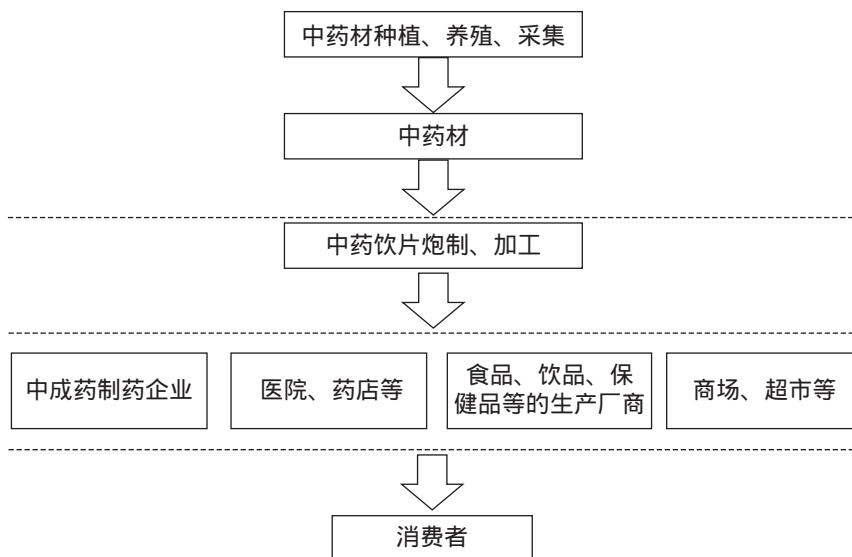 中药材种植、养殖、采集
中药材
中药饮片炮制、加工
中成药制药企业
医院、药店等
食品、饮品、保
健品等的生产厂商
商场、超市等
消费者